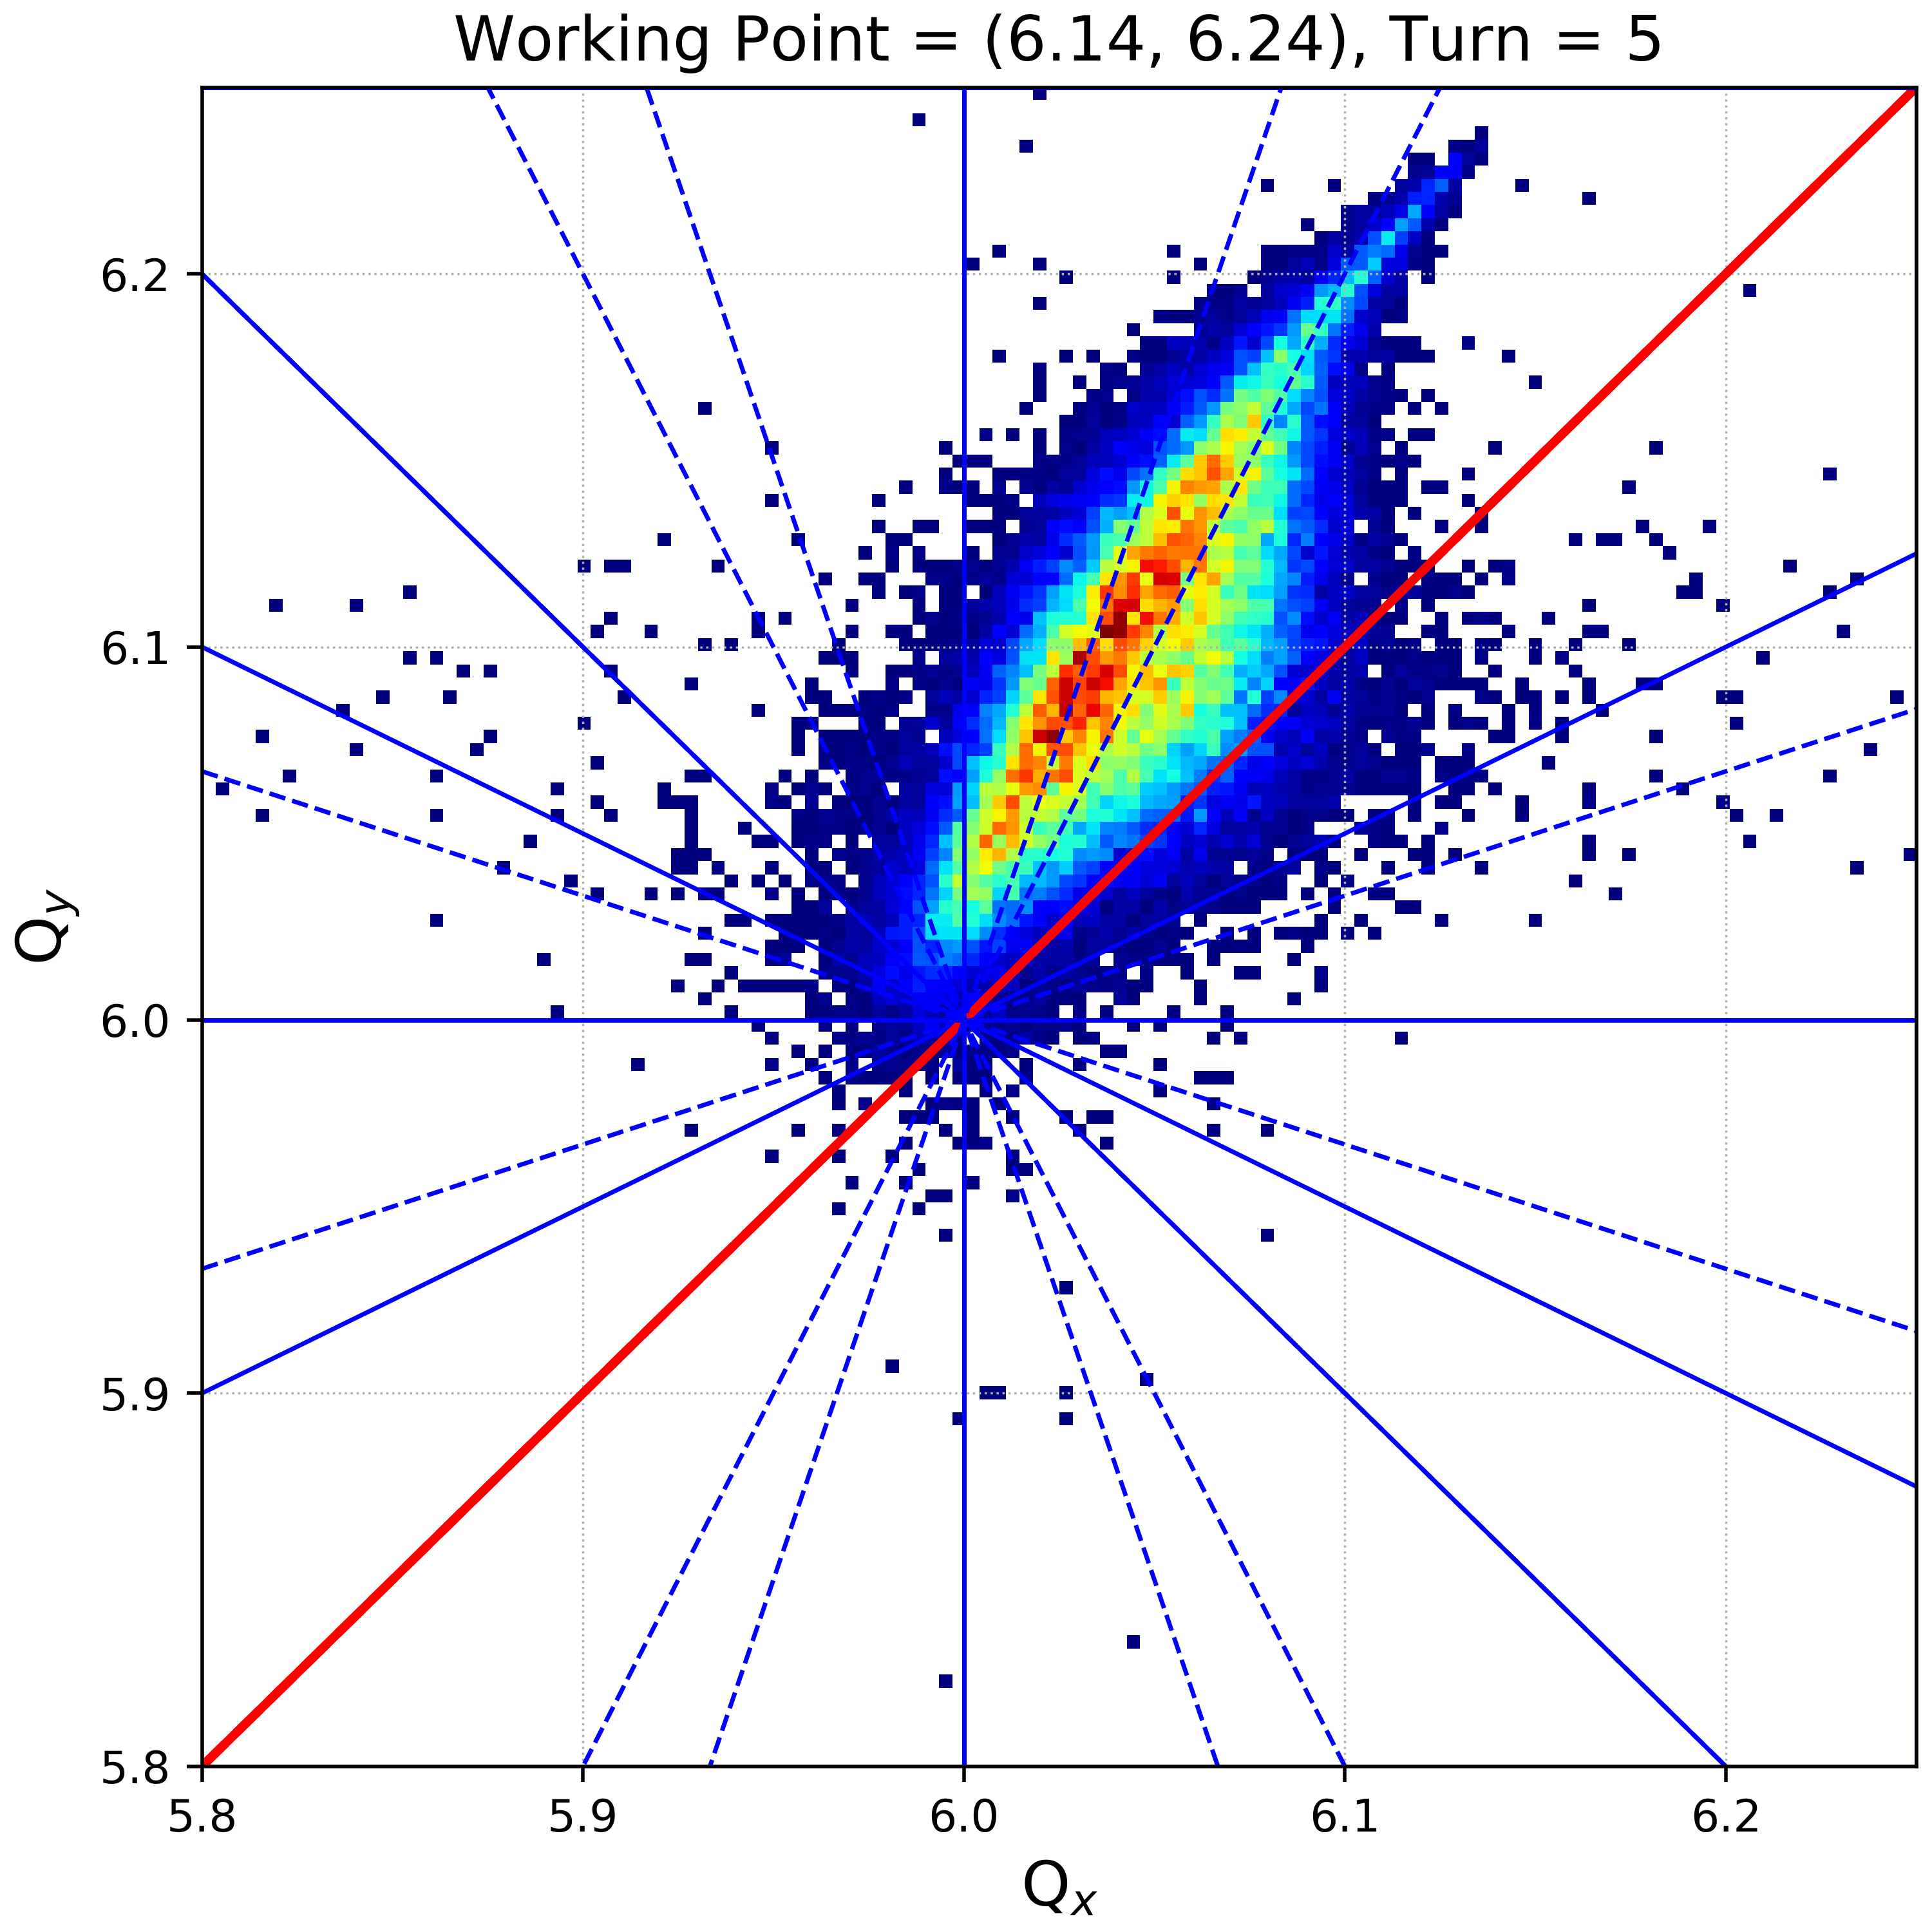 Working Point = (6.14, 6.24), Turn = 5
6.2
6.1
6.0
5.9
5.8
Qy
5.8 5.9 6.0 6.1 6.2
Qx